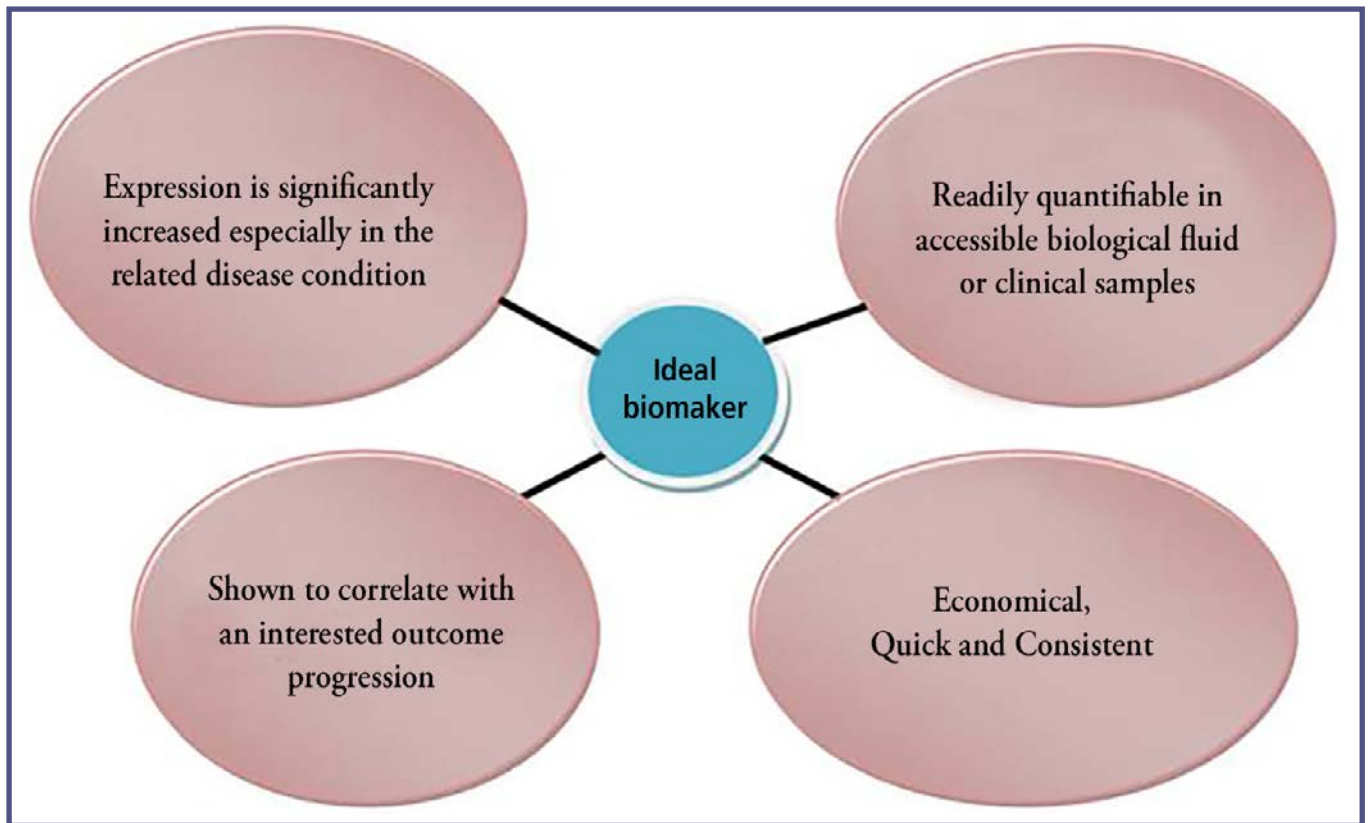 Expression is significantly
increased especially in the
related disease condition
Readily quantifiable in
accessible biological fluid
or clinical samples
Ideal
biomaker
Shown to correlate with
an interested outcome
progression
Economical,
Quick and Consistent